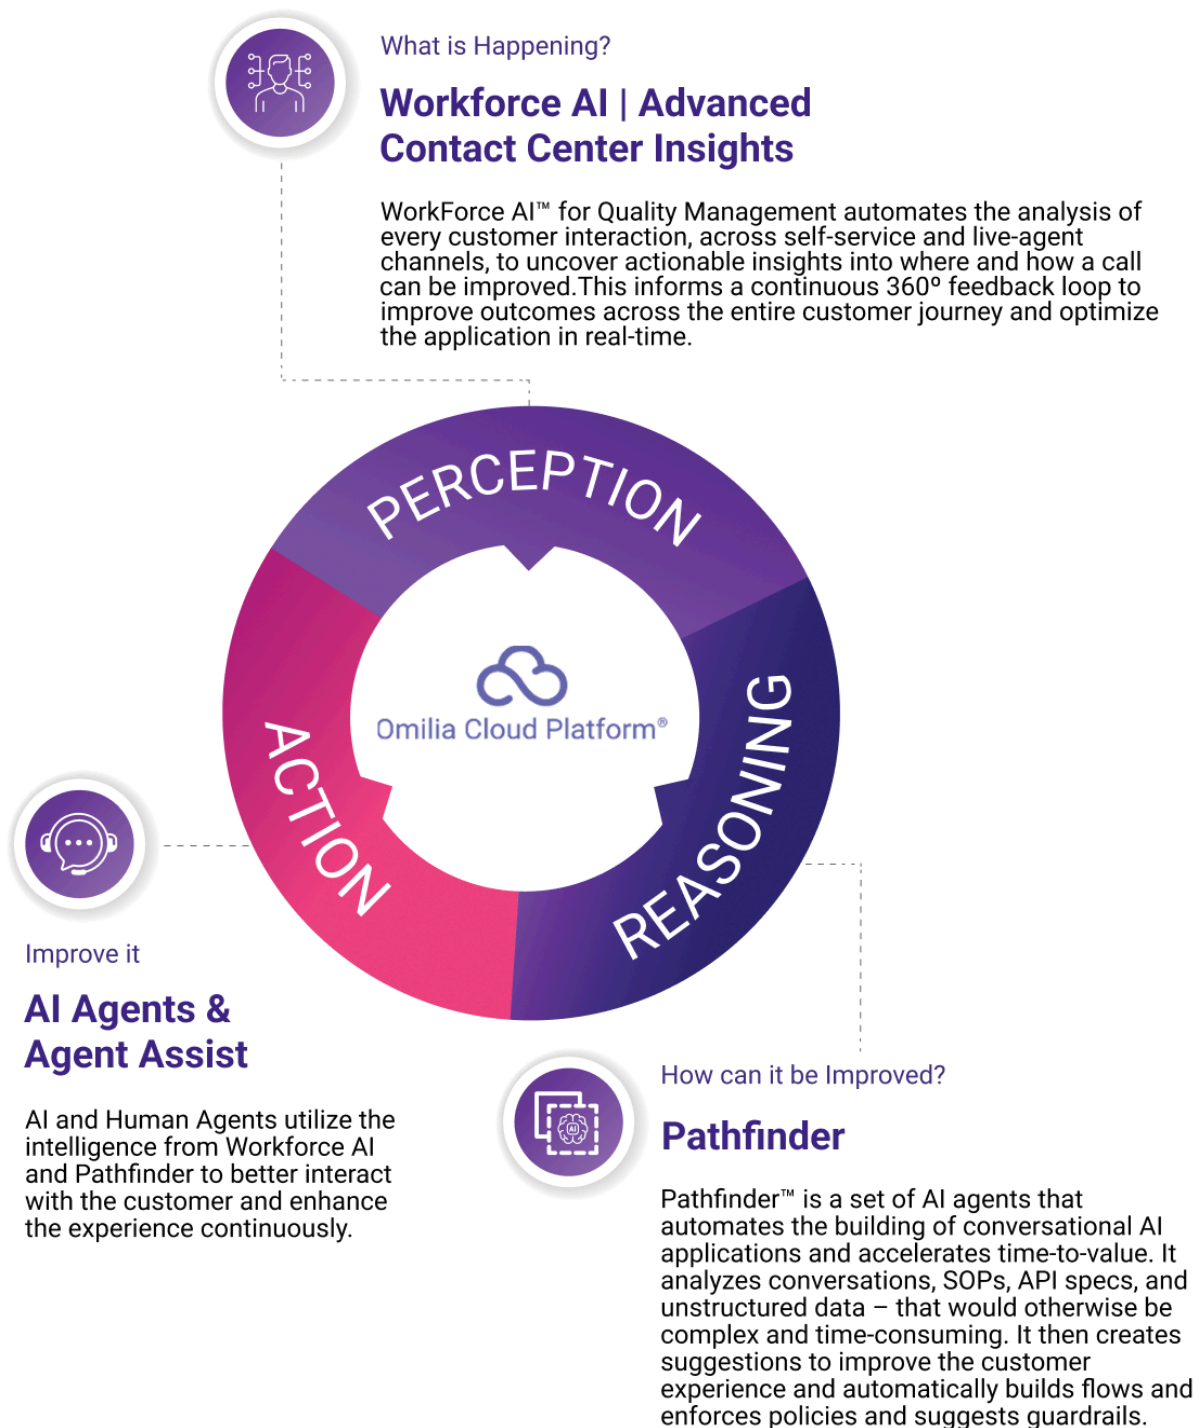 What is Happening?
Workforce AI | Advanced
Contact Center Insights
WorkForce AI™ for Quality Management automates the analysis of
every customer interaction, across self-service and live-agent
channels, to uncover actionable insights into where and how a call
can be improved.This informs a continuous 360º feedback loop to
improve outcomes across the entire customer journey and optimize
the application in real-time.
PERCEPTION
REASONING
ACTION
Omilia Cloud Platform®
Improve it
AI Agents &
Agent Assist
AI and Human Agents utilize the
intelligence from Workforce AI
and Pathfinder to better interact
with the customer and enhance
the experience continuously.
AI
How can it be Improved?
Pathfinder
Pathfinder™ is a set of AI agents that
automates the building of conversational AI
applications and accelerates time-to-value. It
analyzes conversations, SOPs, API specs, and
unstructured data – that would otherwise be
complex and time-consuming. It then creates
suggestions to improve the customer
experience and automatically builds flows and
enforces policies and suggests guardrails.